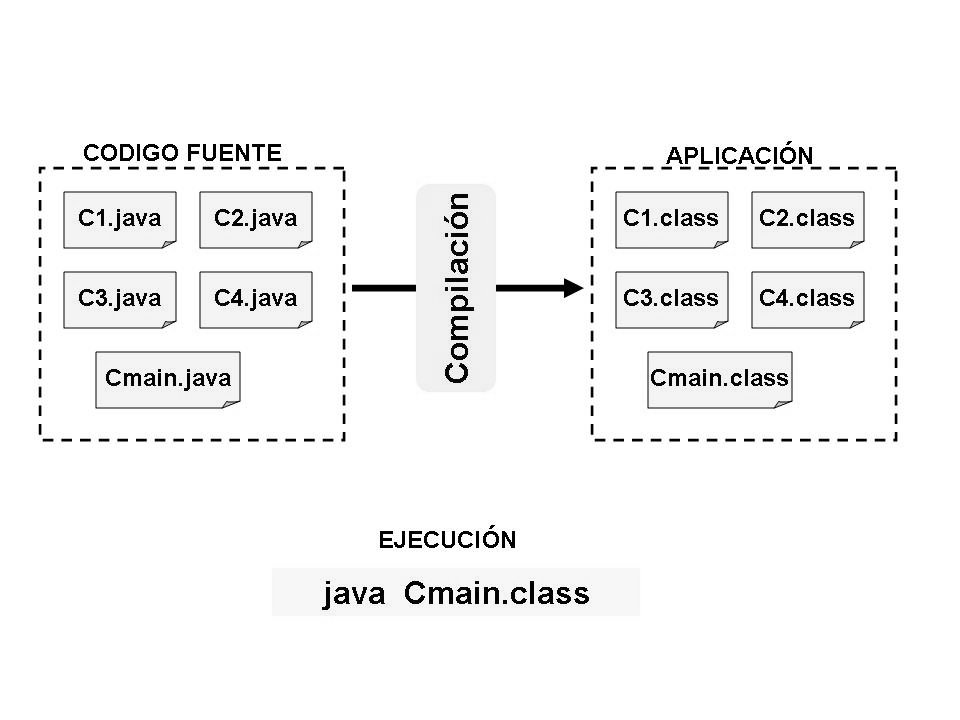 CODIGO FUENTE
C1.java
C2.java
C3.java
C4.java
Cmain.java
Compilación
APLICACIÓN
C1.class
C2.class
C3.class
C4.class
Cmain.class
EJECUCIÓN
java Cmain.class